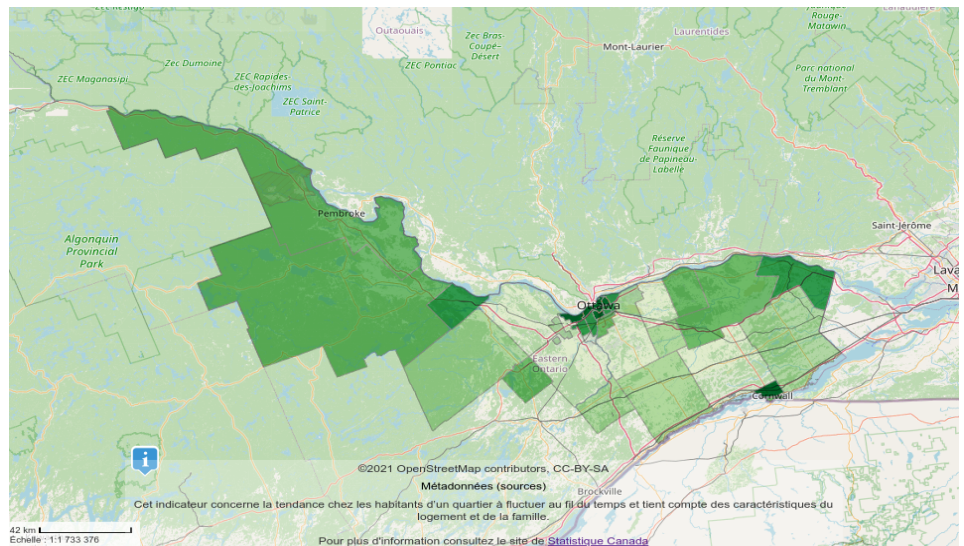 ZEC Restigo
Outaouais
Laurentides
Lanaudière
Rouge-
Matawin
ZEC Bras-
Coupé-
Désert
Mont-Laurier
ZEC Maganasipi
ZEC Dumoine
ZEC Rapides-
des-Joachims
ZEC Pontiac
Parc national
du Mont-
Tremblant
ZEC Saint-
Patrice
Réserve
Faunique
de Papineau-
Labelle
Pembroke
Saint-Jérôme
Algonquin
Provincial
Park
Lava
M
Ottawa
Eastern
Ontario
Cornwall
©2021 OpenStreetMap contributors, CC-BY-SA
Métadonnées (sources)
Brockville
Cet indicateur concerne la tendance chez les habitants d'un quartier à fluctuer au fil du temps et tient compte des caractéristiques du
logement et de la famille.
42 km
Échelle : 1:1 733 376
Pour plus d'information consultez le site de Statistique Canada